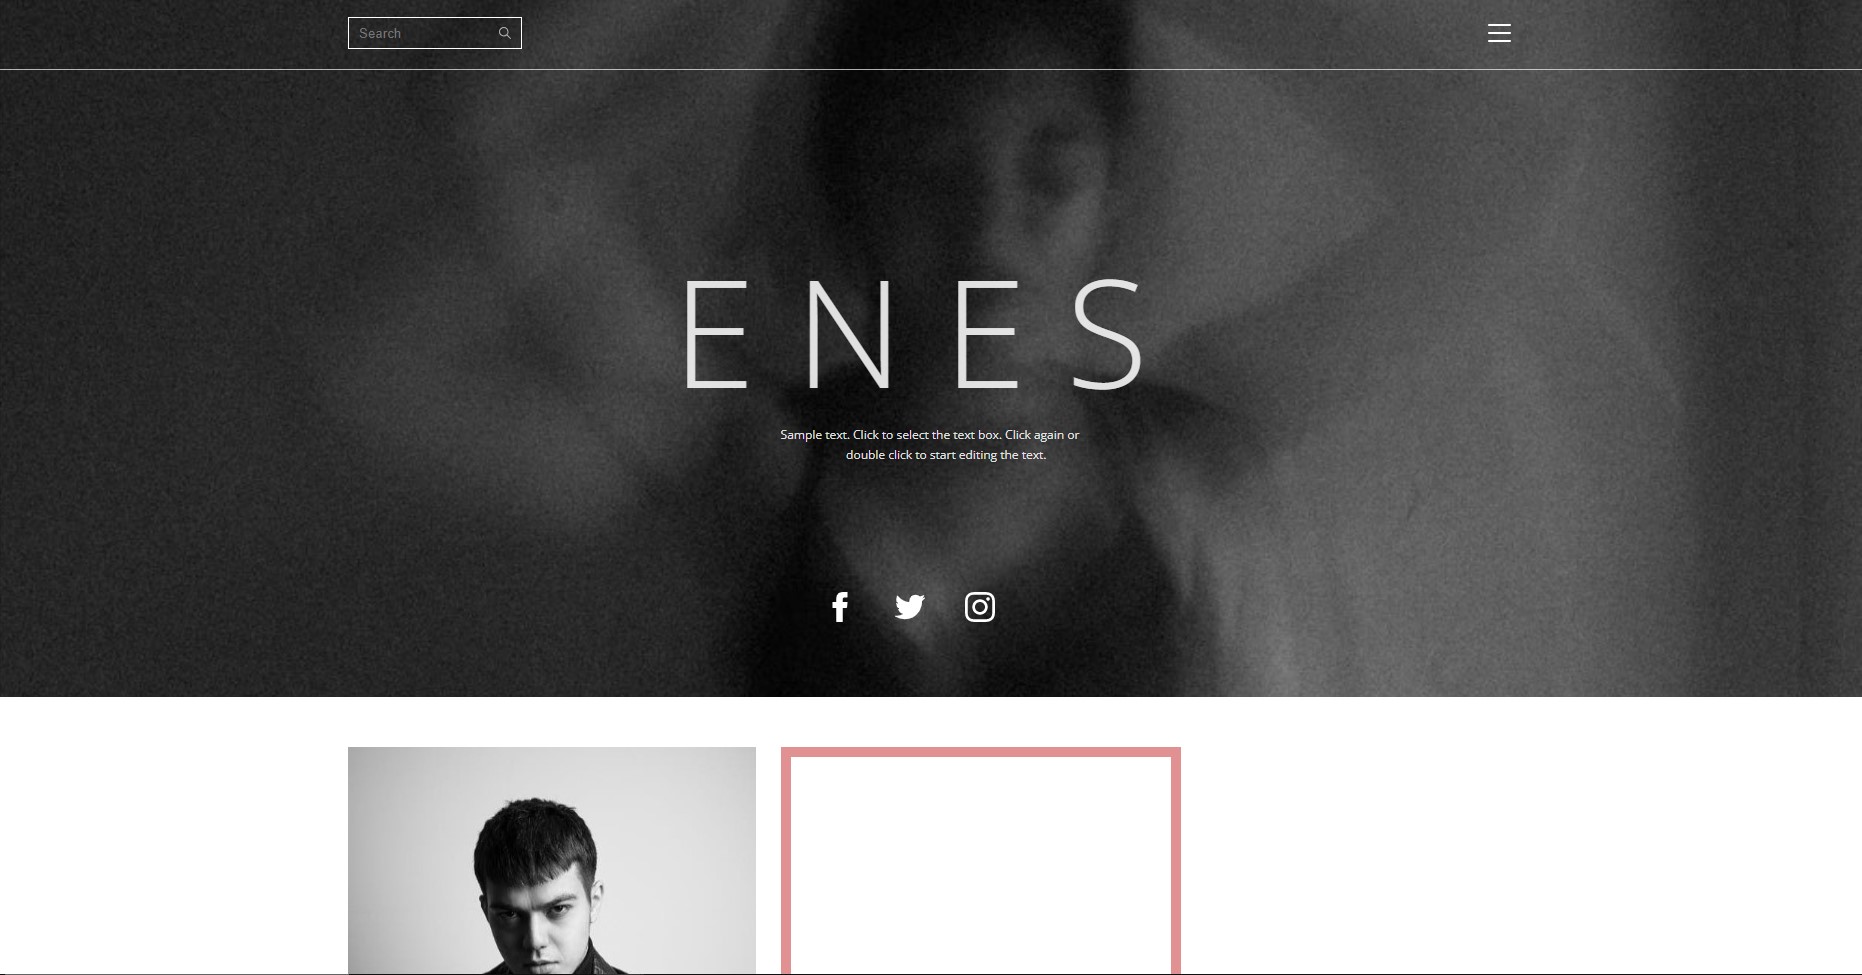 Search
ENES
Sample text. Click to select the text box. Click again or
double click to start editing the text.